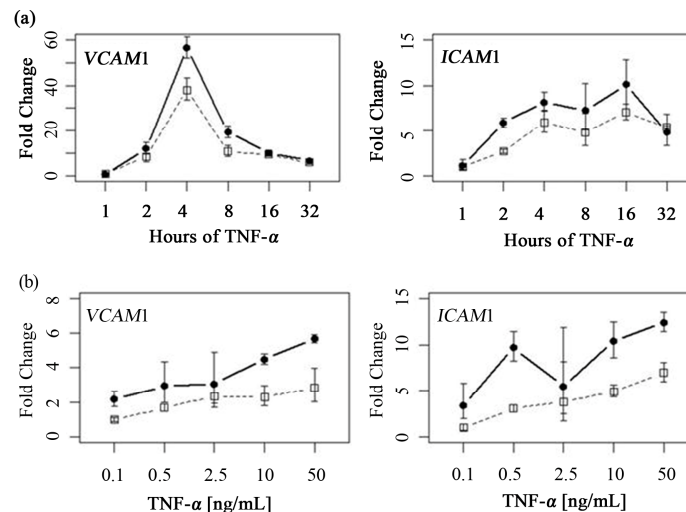 (a)
VCAM1
Fold Change
60
40
20
0
1 2 4 8 16 32
Hours of TNF-α
ICAM1
Fold Change
15
10
5
0
1 2 4 8 16 32
Hours of TNF-α
(b)
VCAM1
Fold Change
8
6
4
2
0
0.1 0.5 2.5 10 50
TNF-α [ng/mL]
ICAM1
Fold Change
15
10
5
0
0.1 0.5 2.5 10 50
TNF-α [ng/mL]